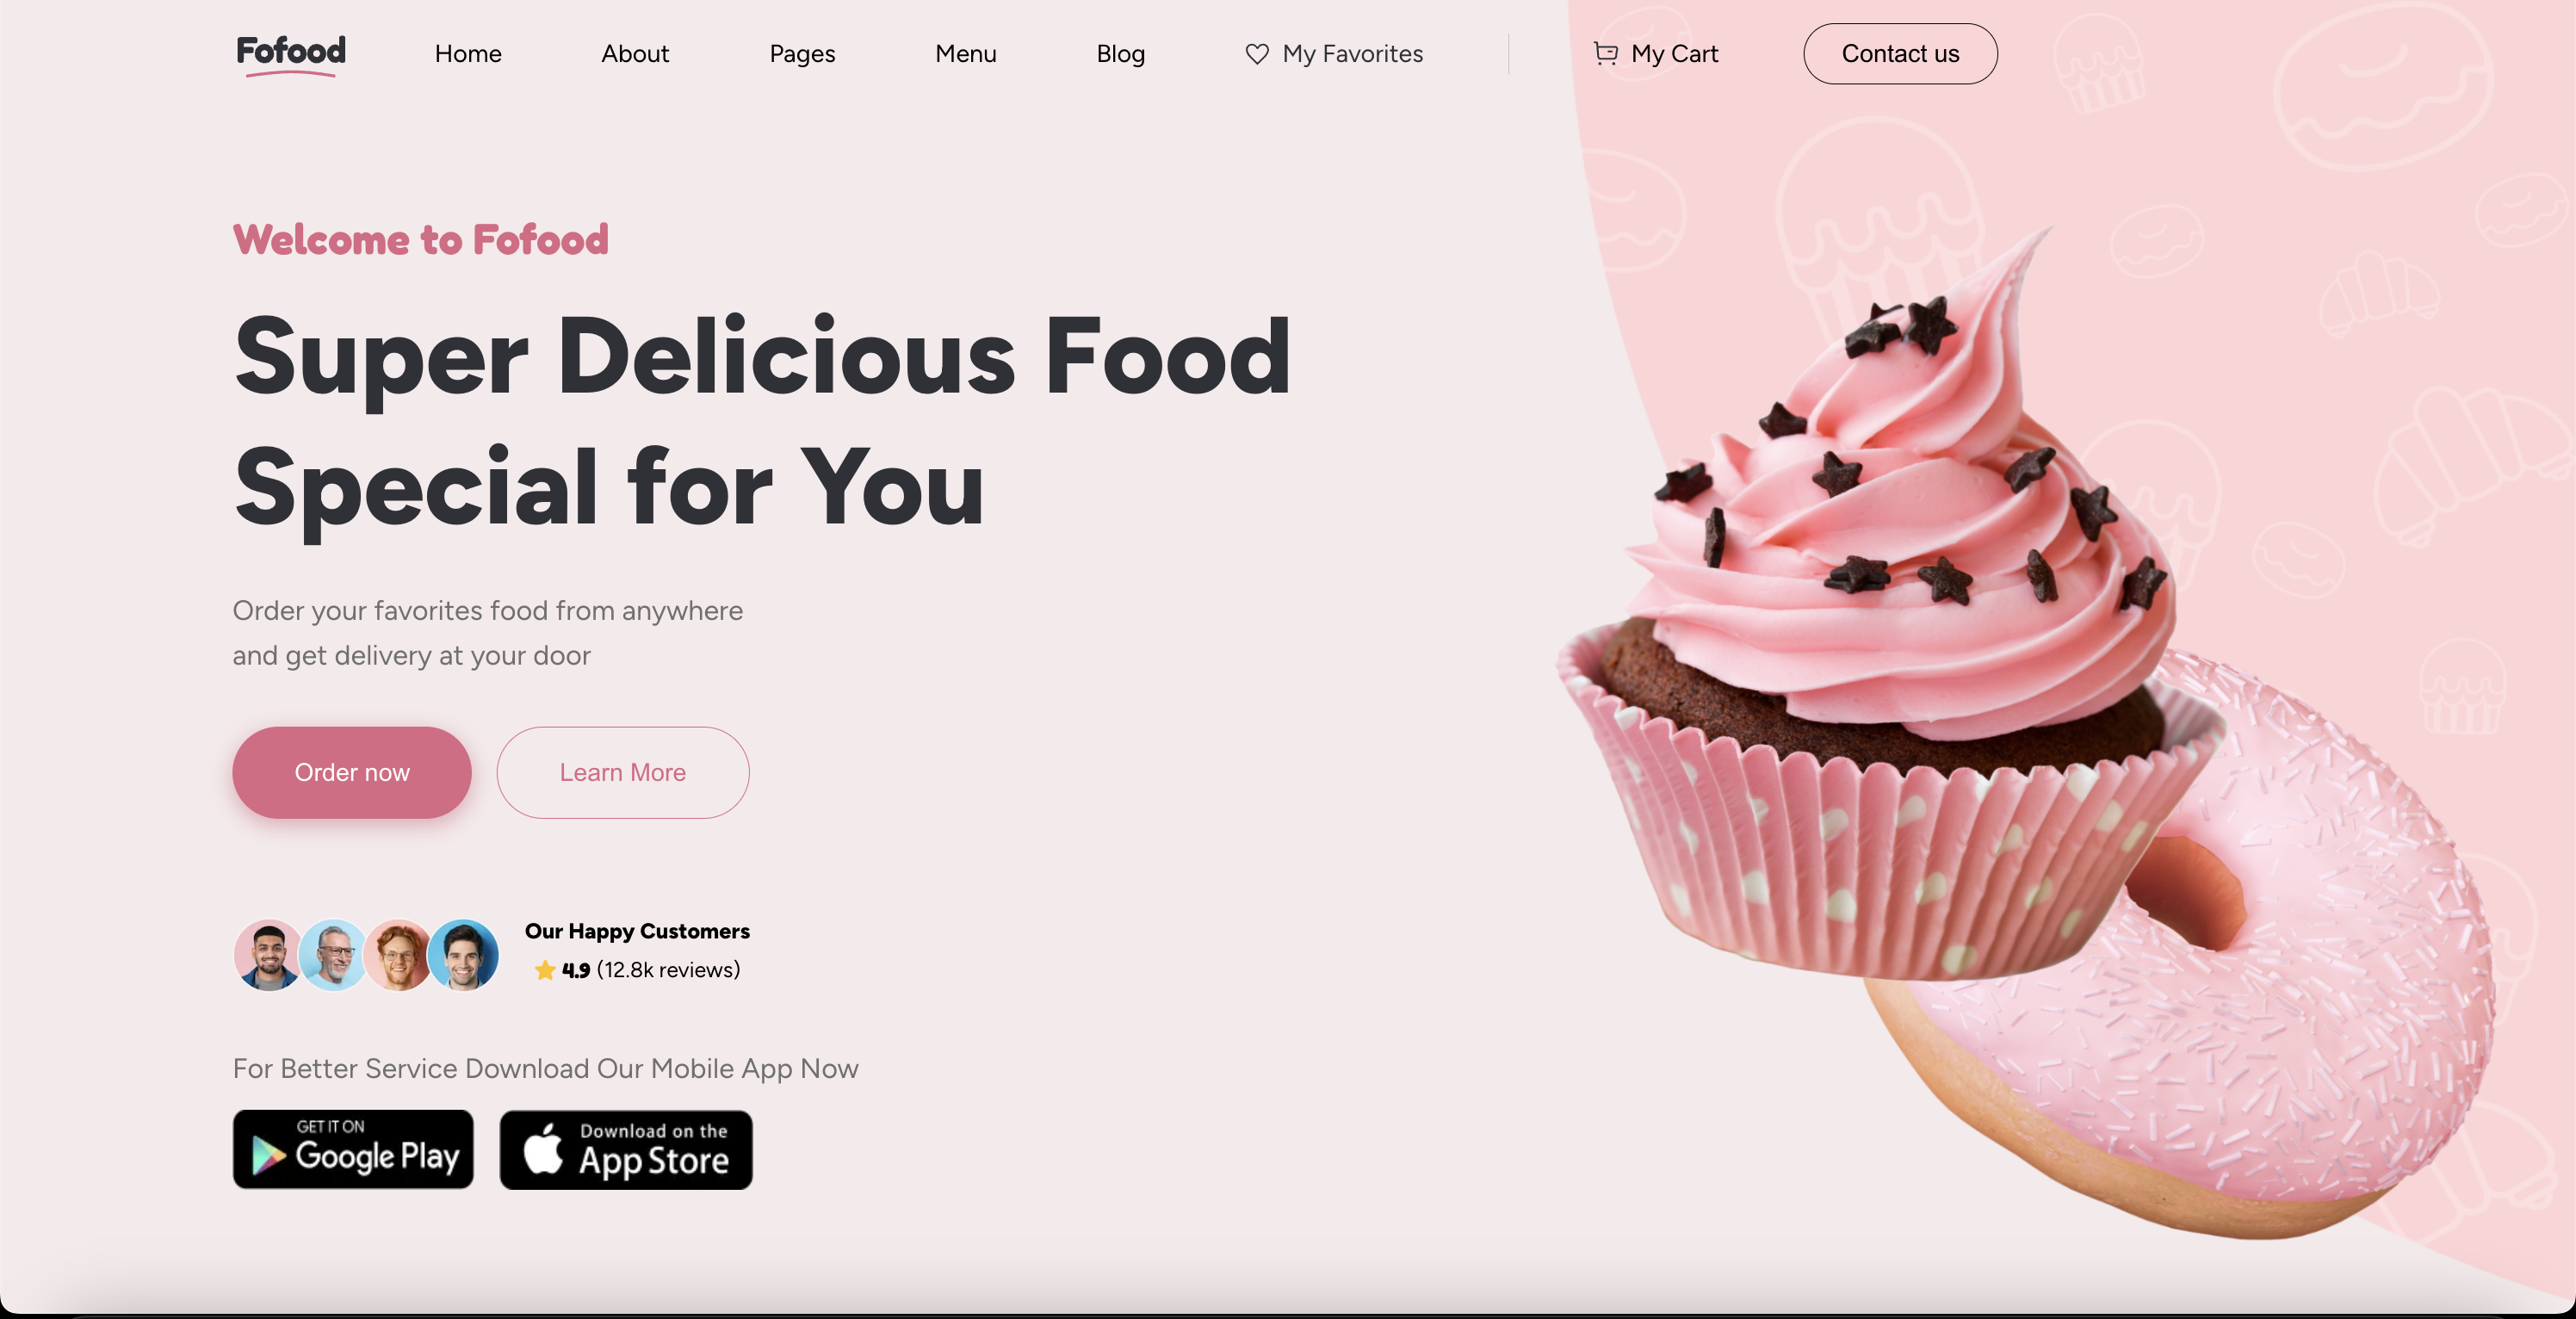 Fofood
Home
About
Pages
Menu
Blog
My Favorites
My Cart
Contact us
Welcome to Fofood
Super Delicious Food
Special for You
Order your favorites food from anywhere
and get delivery at your door
Order now
Learn More
Our Happy Customers
4.9 (12.8k reviews)
For Better Service Download Our Mobile App Now
GET IT ON
Google Play
Download on the
App Store